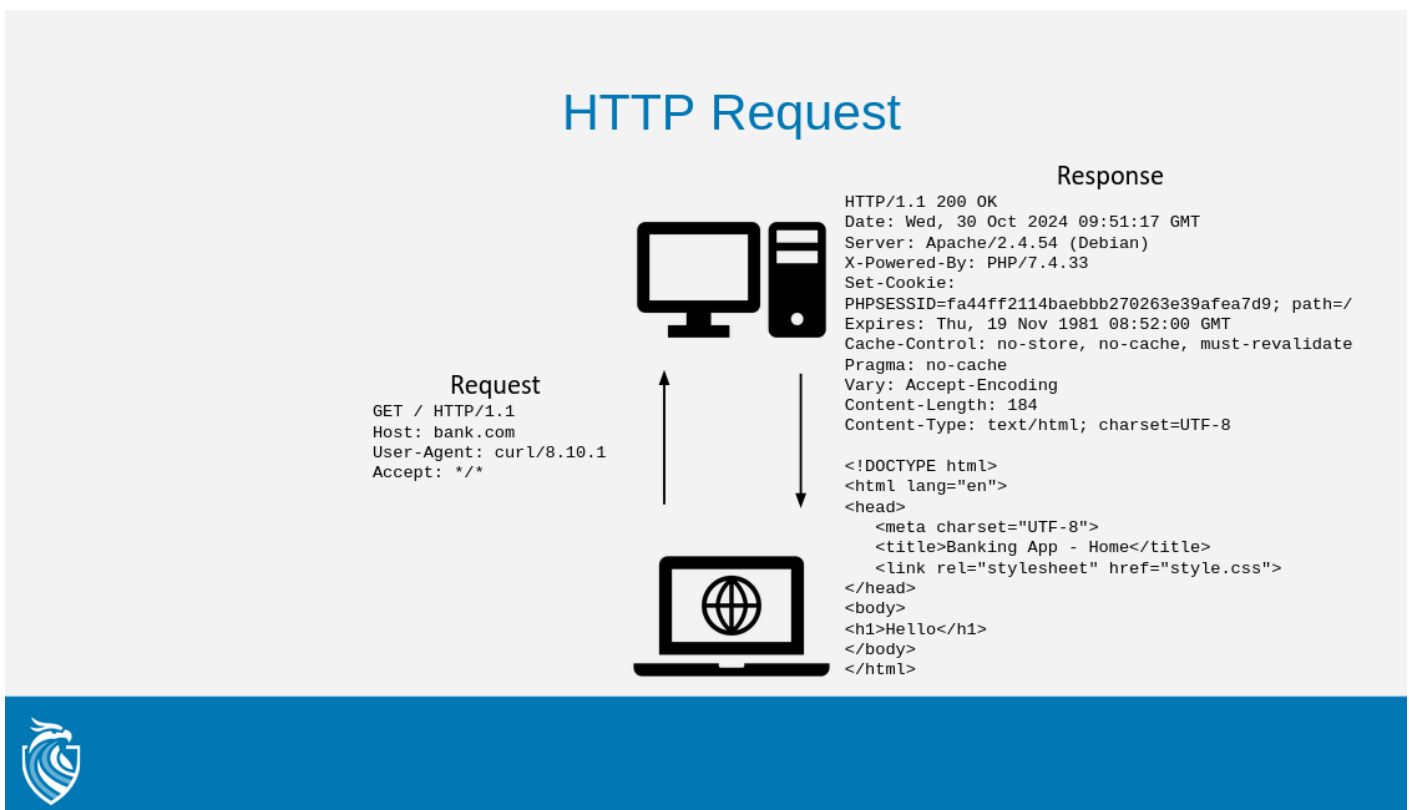 HTTP Request
Request
GET / HTTP/1.1
Host: bank.com
User-Agent: curl/8.10.1
Accept: */*
Response
HTTP/1.1 200 OK
Date: Wed, 30 Oct 2024 09:51:17 GMT
Server: Apache/2.4.54 (Debian)
X-Powered-By: PHP/7.4.33
Set-Cookie:
PHPSESSID=fa44ff2114baebbb270263e39afea7d9; path=/
Expires: Thu, 19 Nov 1981 08:52:00 GMT
Cache-Control: no-store, no-cache, must-revalidate
Pragma: no-cache
Vary: Accept-Encoding
Content-Length: 184
Content-Type: text/html; charset=UTF-8
<!DOCTYPE html>
<html lang="en">
<head>
<meta charset="UTF-8">
<title>Banking App - Home</title>
<link rel="stylesheet" href="style.css">
</head>
<body>
<h1>Hello</h1>
</body>
</html>